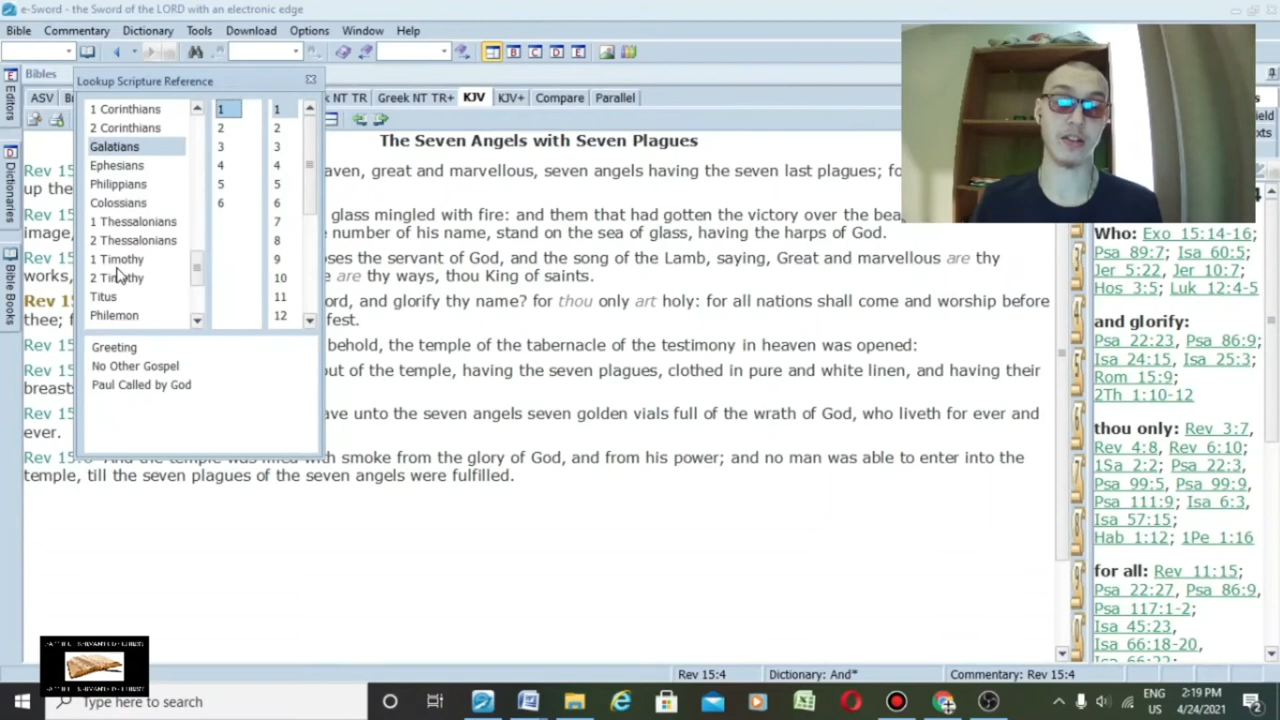 e-Sword - the Sword of the LORD with an electronic edge
Bible Commentary Dictionary Tools Download Options Window Help
Bibles
Lookup Scripture Reference
ASV
NT TR Greek NT TR+ KJV KJV+ Compare Parallel
Editors
Dictionaries
Bible Books
1 Corinthians
2 Corinthians
Galatians
Ephesians
Philippians
Colossians
1 Thessalonians
2 Thessalonians
1 Timothy
2 Timothy
Titus
Philemon
1
2
3
4
5
6
1
2
3
4
5
6
7
8
9
10
11
12
Greeting
No Other Gospel
Paul Called by God
The Seven Angels with Seven Plagues
Rev 15 great and marvellous, seven angels having the seven last plagues;
up
Rev 15 glass mingled with fire: and them that had gotten the victory over the
image, number of his name, stand on the sea of glass, having the harps of God.
Rev 15 the servant of God, and the song of the Lamb, saying, Great and marvellous are thy
works, are thy ways, thou King of saints.
Rev and glorify thy name? for thou only art holy: for all nations shall come and worship before
thee;
Rev 15 behold, the temple of the tabernacle of the testimony in heaven was opened:
Rev 15 of the temple, having the seven plagues, clothed in pure and white linen, and having their
Rev 15 unto the seven angels seven golden vials full of the wrath of God, who liveth for ever and
ever.
smoke from the glory of God, and from his power; and no man was able to enter into the
temple, till the seven plagues of the seven angels were fulfilled.
Who: Exo 15:14-16;
Psa 89:7; Isa 60:5;
Jer 5:22, Jer 10:7;
Hos 3:5; Luk 12:4-5
and glorify:
Psa 22:23, Psa 86:9;
Isa 24:15, Isa 25:3;
Rom 15:9;
2Th 1:10-12
thou only: Rev 3:7,
Rev 4:8, Rev 6:10;
1Sa 2:2; Psa 22:3,
Psa 99:5, Psa 99:9,
Psa 111:9; Isa 6:3,
Isa 57:15;
Hab 1:12; 1Pe 1:16
for all: Rev 11:15;
Psa 22:27, Psa 86:9,
Psa 117:1-2;
Isa 45:23,
Isa 66:18-20,
Rev 15:4 Dictionary: And* Commentary: Rev 15:4
Type here to search
ENG
US
2:19 PM
4/24/2021
2